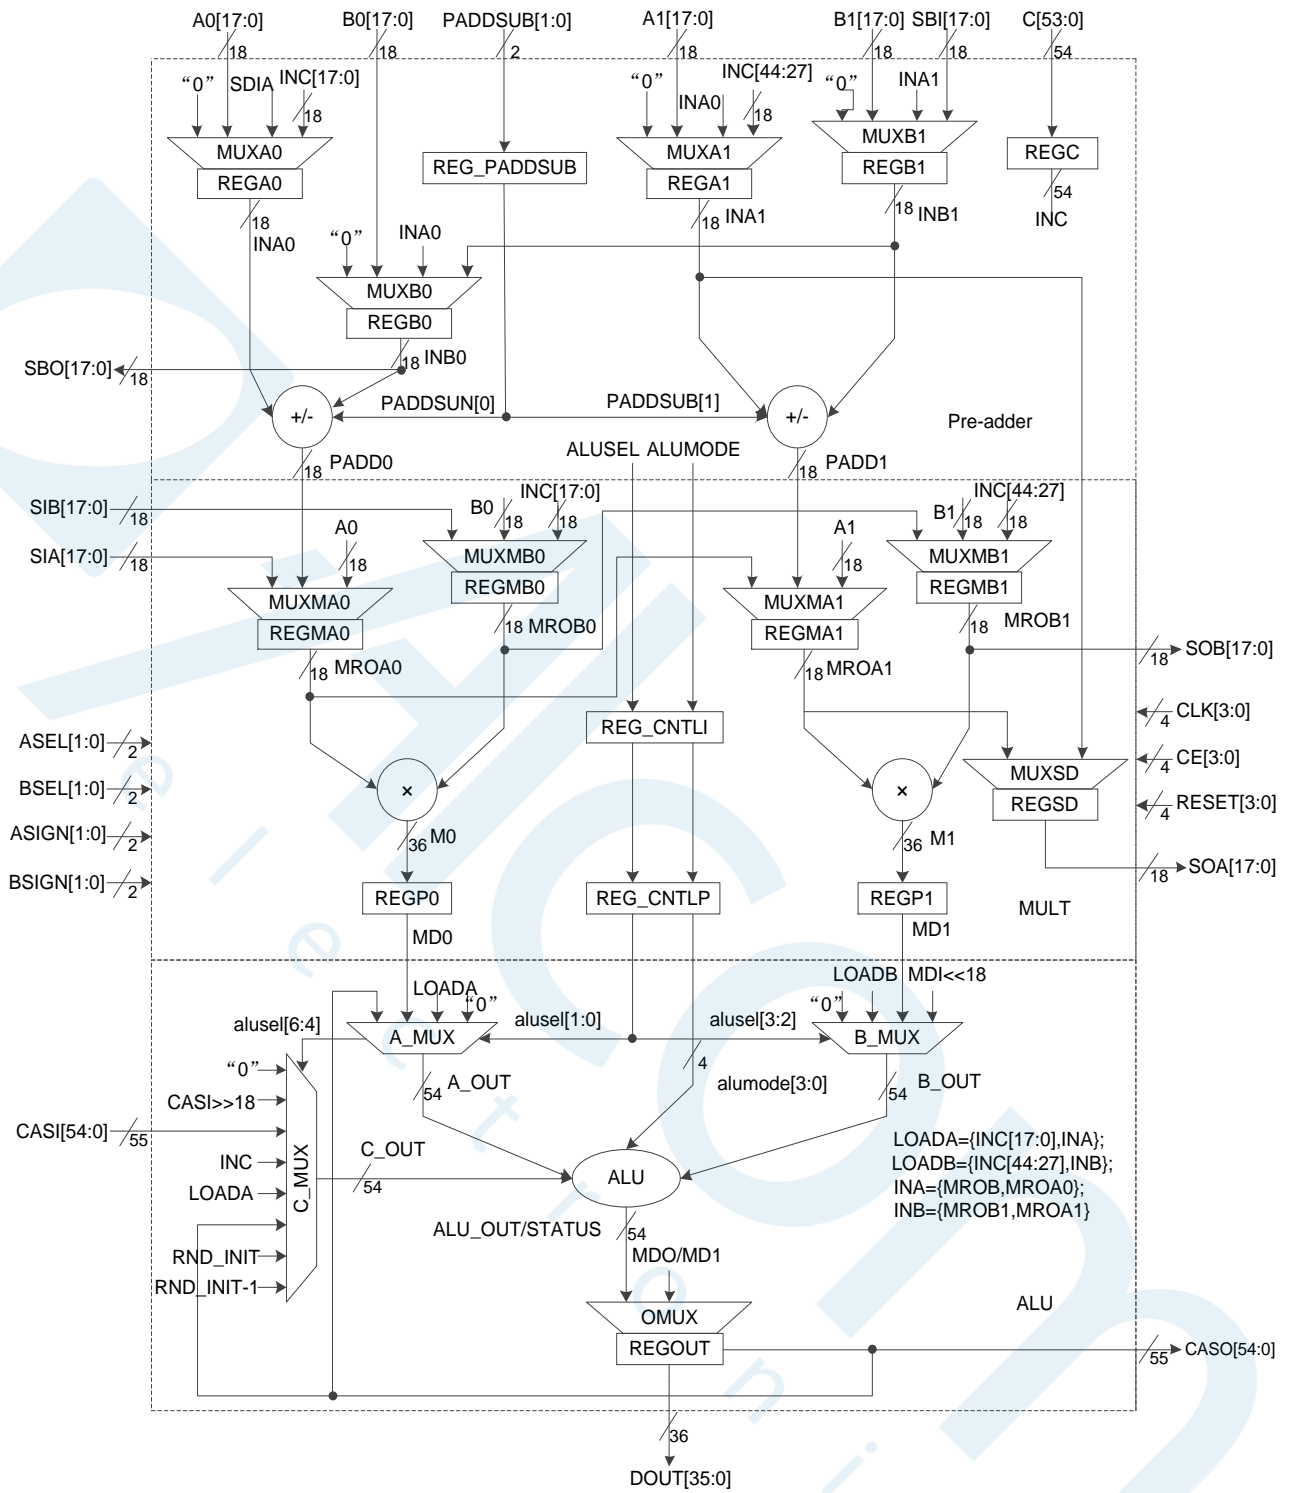 A0[17:0] B0[17:0] PADDSUB[1:0] A1[17:0] B1[17:0] SBI[17:0] C[53:0]
18 18 2 18 18 18 54
“0” SDIA INC[17:0] “0” INA0 INC[44:27] “0” INA1
18 18
MUXA0 MUXA1 MUXB1 REGC
REGA0 REG_PADDSUB REGA1 REGB1
18 18 INA1 18 INB1 54
INA0 INC
“0” INA0
MUXB0
REGB0
SBO[17:0] 18 18 INB0
+/- PADDSUN[0] PADDSUB[1] +/-
Pre-adder
ALUSEL ALUMODE
18 PADD0 18 PADD1
SIB[17:0] 18 B0 18 INC[17:0] 18 B1 18 INC[44:27] 18
SIA[17:0] 18 A0 18 A1 18
MUXMB0 MUXMB1
REGMB0 REGMB1
MUXMA0 MUXMA1
REGMA0 18 MROB0 REGMA1 18 MROB1
18 MROA0 18 MROA1 18 SOB[17:0]
REG_CNTLI 4 CLK[3:0]
ASEL[1:0] 2
4 CE[3:0]
MUXSD
BSEL[1:0] 2 × × REGSD 4 RESET[3:0]
ASIGN[1:0] 2 36 M0 36 M1
18 SOA[17:0]
BSIGN[1:0] 2
REGP0 REG_CNTLP REGP1
MULT
MD0 MD1
LOADA “0” “0” LOADB MDI<<18
alusel[6:4] alusel[1:0] alusel[3:2]
A_MUX B_MUX
“0” 4
54 A_OUT alumode[3:0] 54 B_OUT
CASI>>18
CASI[54:0] 55
INC
LOADA
RND_INIT
RND_INIT-1
C_MUX
C_OUT
54
ALU
LOADA={INC[17:0],INA};
LOADB={INC[44:27],INB};
INA={MROB,MROA0};
INB={MROB1,MROA1}
ALU_OUT/STATUS 54
MDO/MD1
OMUX ALU
REGOUT 55 CASO[54:0]
36
DOUT[35:0]